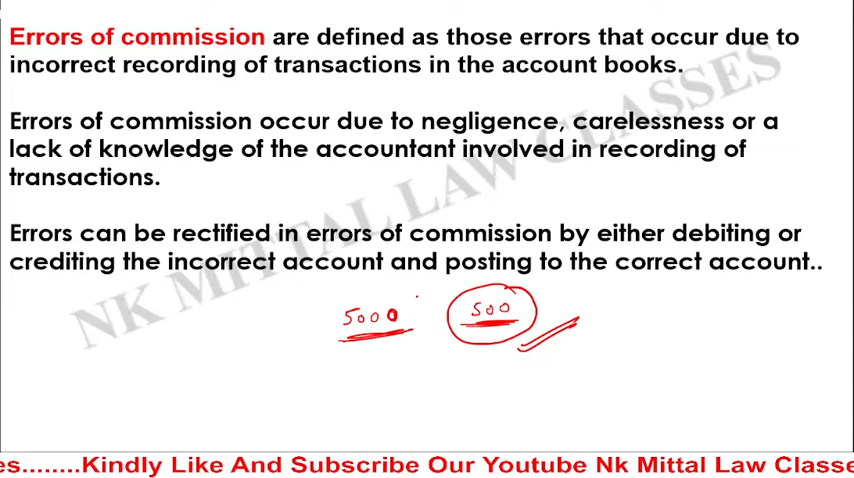 Errors of commission are defined as those errors that occur due to
incorrect recording of transactions in the account books.
Errors of commission occur due to negligence, carelessness or a
lack of knowledge of the accountant involved in recording of
transactions.
Errors can be rectified in errors of commission by either debiting or
crediting the incorrect account and posting to the correct account..
NK MITTAL LAW CLASSES
5000 500
es........Kindly Like And Subscribe Our Youtube Nk Mittal Law Classe